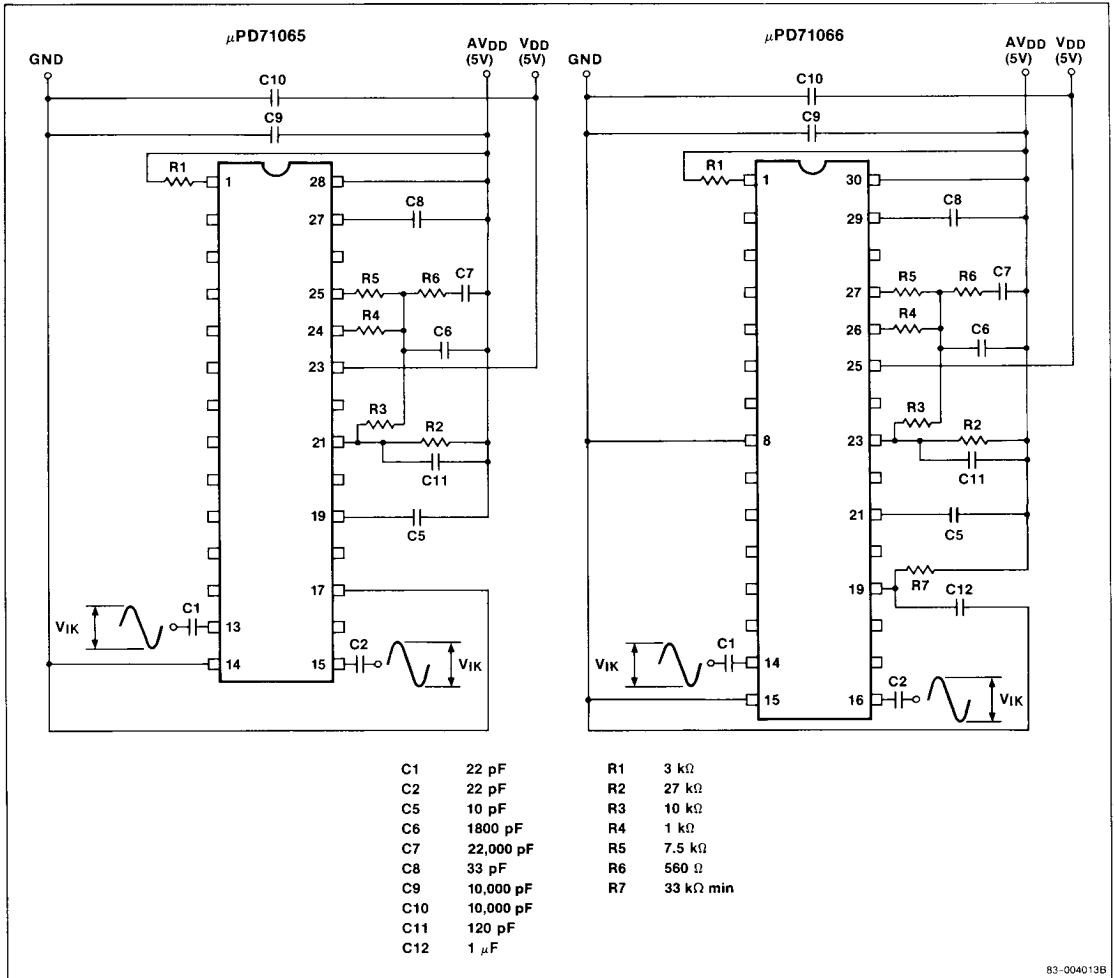 μPD71065
GND
AVDD
(5V)
VDD
(5V)
C10
C9
R1
1
28
C8
27
R5
R6
C7
25
R4
24
C6
23
R3
R2
21
C11
19
C5
17
VIK
C1
13
C2
VIK
14
15
μPD71066
GND
AVDD
(5V)
VDD
(5V)
C10
C9
R1
1
30
C8
29
R5
R6
C7
27
R4
26
C6
25
R3
R2
8
23
C11
21
C5
R7
19
C12
VIK
C1
14
C2
VIK
15
16
C1 22 pF
C2 22 pF
C5 10 pF
C6 1800 pF
C7 22,000 pF
C8 33 pF
C9 10,000 pF
C10 10,000 pF
C11 120 pF
C12 1 μF
R1 3 kΩ
R2 27 kΩ
R3 10 kΩ
R4 1 kΩ
R5 7.5 kΩ
R6 560 Ω
R7 33 kΩ min
83-004013B